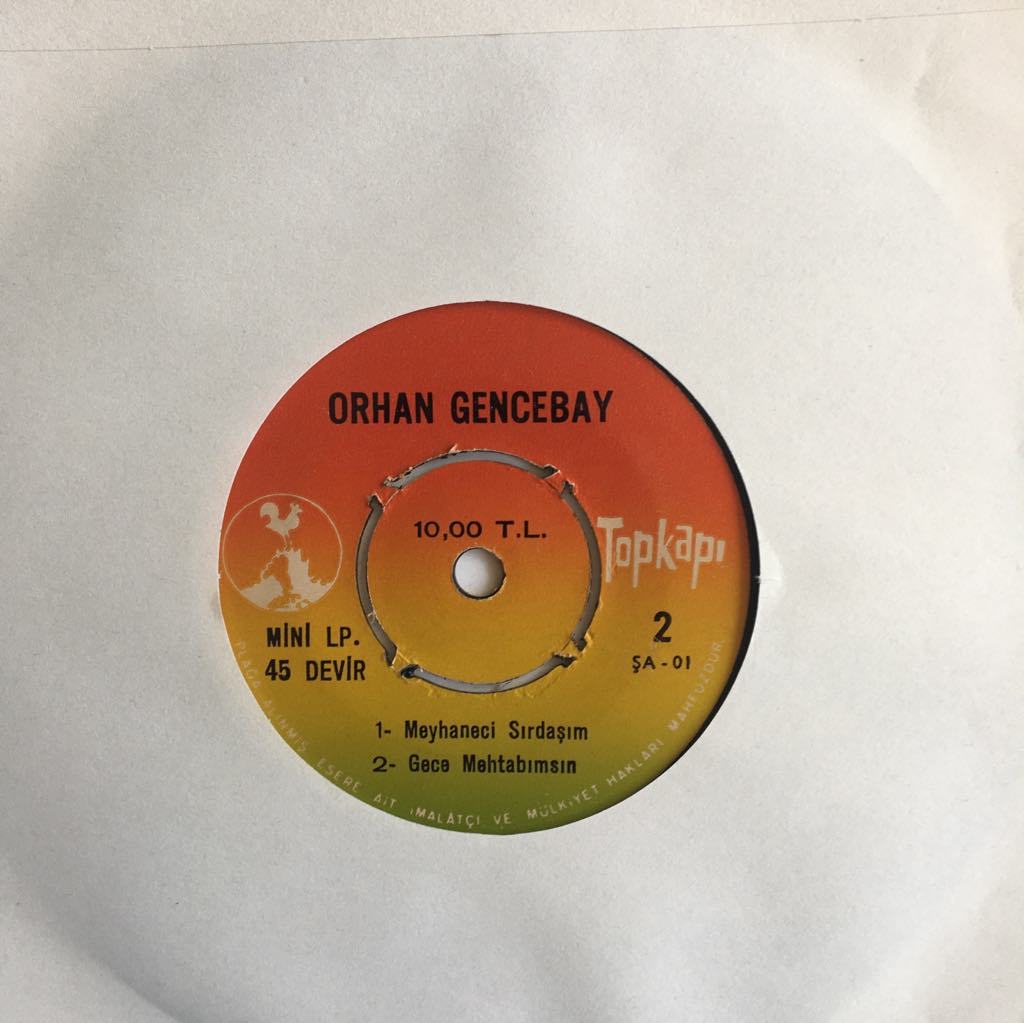 ORHAN GENCEBAY
10,00 T.L.
Topkapı
MİNİ LP.
45 DEVİR
2
ŞA-01
1- Meyhaneci Sırdaşım
2- Gece Mehtabımsın
PLAĞA ALINMIŞ ESERE AİT İMALÂTÇI VE MÜLKİYET HAKLARI MAHFUZDUR